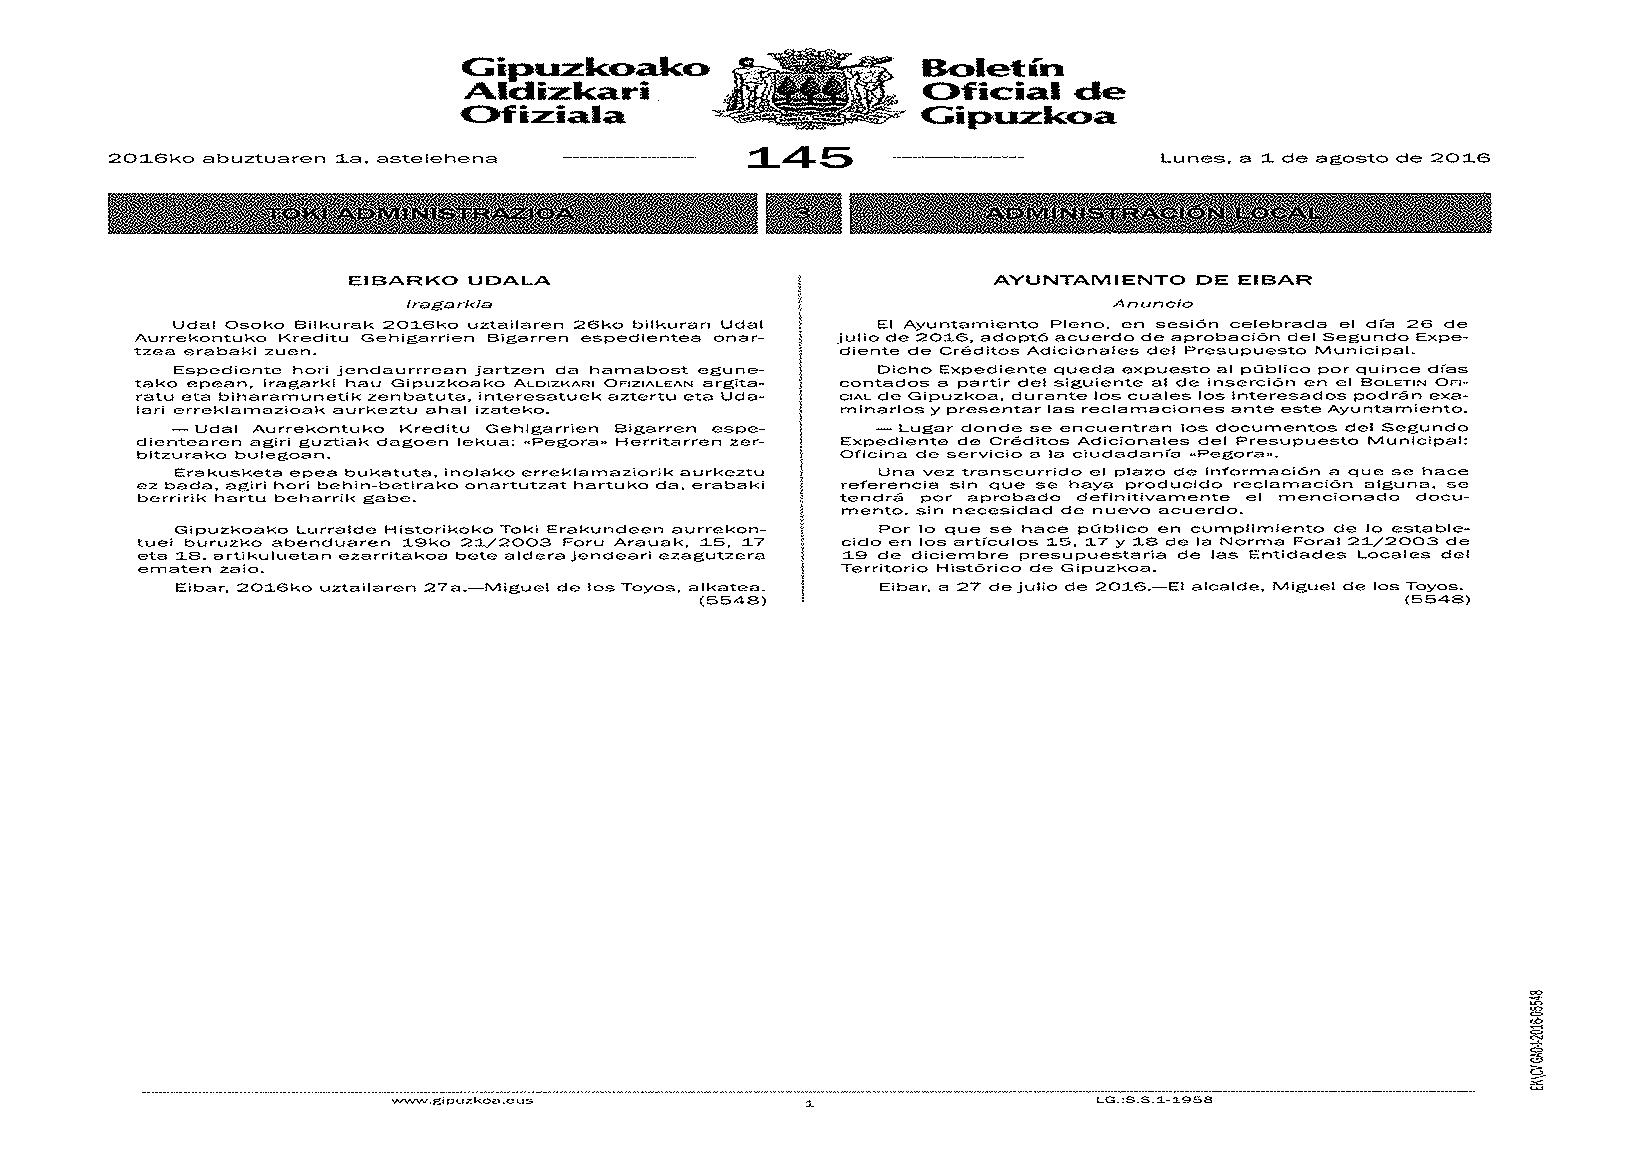 Gipuzkoako
Aldizkari
Ofiziala
Boletín
Oficial de
Gipuzkoa
2016ko abuztuaren 1a, astelehena
145
Lunes, a 1 de agosto de 2016
TOKI ADMINISTRAZIOA
3
ADMINISTRACIÓN LOCAL
EIBARKO UDALA
Iragarkia
Udal Osoko Bilkurak 2016ko uztailaren 26ko bilkuran Udal
Aurrekontuko Kreditu Gehigarrien Bigarren espedientea onar-
tzea erabaki zuen.
Espediente hori jendaurrrean jartzen da hamabost egune-
tako epean, iragarki hau Gipuzkoako ALDIZKARI OFIZIALEAN argita-
ratu eta biharamunetik zenbatuta, interesatuek aztertu eta Uda-
lari erreklamazioak aurkeztu ahal izateko.
— Udal Aurrekontuko Kreditu Gehigarrien Bigarren espe-
dientearen agiri guztiak dagoen lekua: «Pegora» Herritarren zer-
bitzurako bulegoan.
Erakusketa epea bukatuta, inolako erreklamaziorik aurkeztu
ez bada, agiri hori behin-betirako onartutzat hartuko da, erabaki
berririk hartu beharrik gabe.
Gipuzkoako Lurralde Historikoko Toki Erakundeen aurrekon-
tuei buruzko abenduaren 19ko 21/2003 Foru Arauak, 15, 17
eta 18. artikuluetan ezarritakoa bete aldera jendeari ezagutzera
ematen zaio.
Eibar, 2016ko uztailaren 27a.—Miguel de los Toyos, alkatea.
(5548)
AYUNTAMIENTO DE EIBAR
Anuncio
El Ayuntamiento Pleno, en sesión celebrada el día 26 de
julio de 2016, adoptó acuerdo de aprobación del Segundo Expe-
diente de Créditos Adicionales del Presupuesto Municipal.
Dicho Expediente queda expuesto al público por quince días
contados a partir del siguiente al de inserción en el BOLETIN OFI-
CIAL de Gipuzkoa, durante los cuales los interesados podrán exa-
minarlos y presentar las reclamaciones ante este Ayuntamiento.
— Lugar donde se encuentran los documentos del Segundo
Expediente de Créditos Adicionales del Presupuesto Municipal:
Oficina de servicio a la ciudadanía «Pegora».
Una vez transcurrido el plazo de información a que se hace
referencia sin que se haya producido reclamación alguna, se
tendrá por aprobado definitivamente el mencionado docu-
mento, sin necesidad de nuevo acuerdo.
Por lo que se hace público en cumplimiento de lo estable-
cido en los artículos 15, 17 y 18 de la Norma Foral 21/2003 de
19 de diciembre presupuestaria de las Entidades Locales del
Territorio Histórico de Gipuzkoa.
Eibar, a 27 de julio de 2016.—El alcalde, Miguel de los Toyos.
(5548)
EK\CV GAO-I-2016-05548
www.gipuzkoa.eus
1
LG.:S.S.1-1958